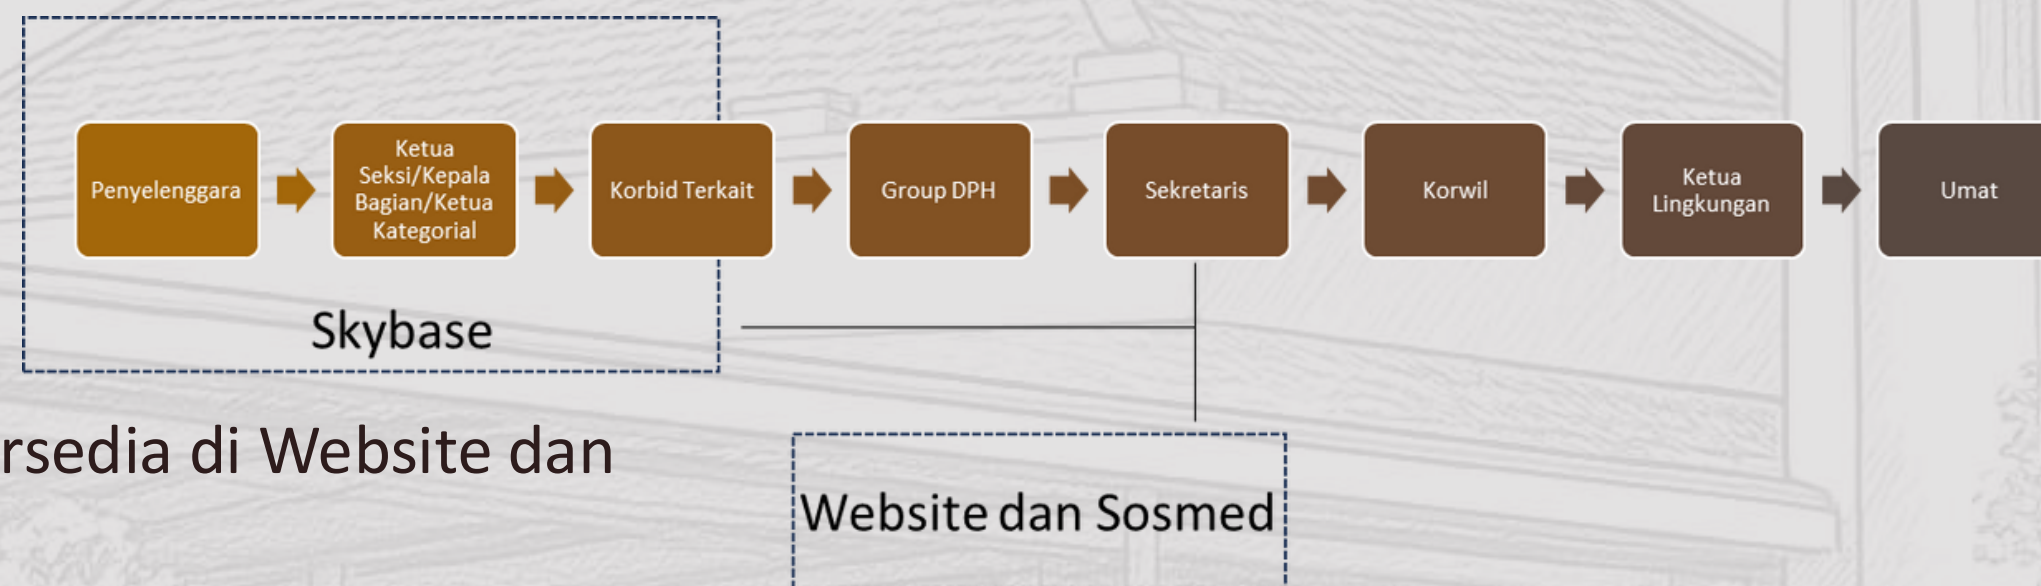 Penyelenggara
Ketua
Seksi/Kepala
Bagian/Ketua
Kategorial
Korbid Terkait
Group DPH
Sekretaris
Korwil
Ketua
Lingkungan
Umat
Skybase
rsedia di Website dan
Website dan Sosmed